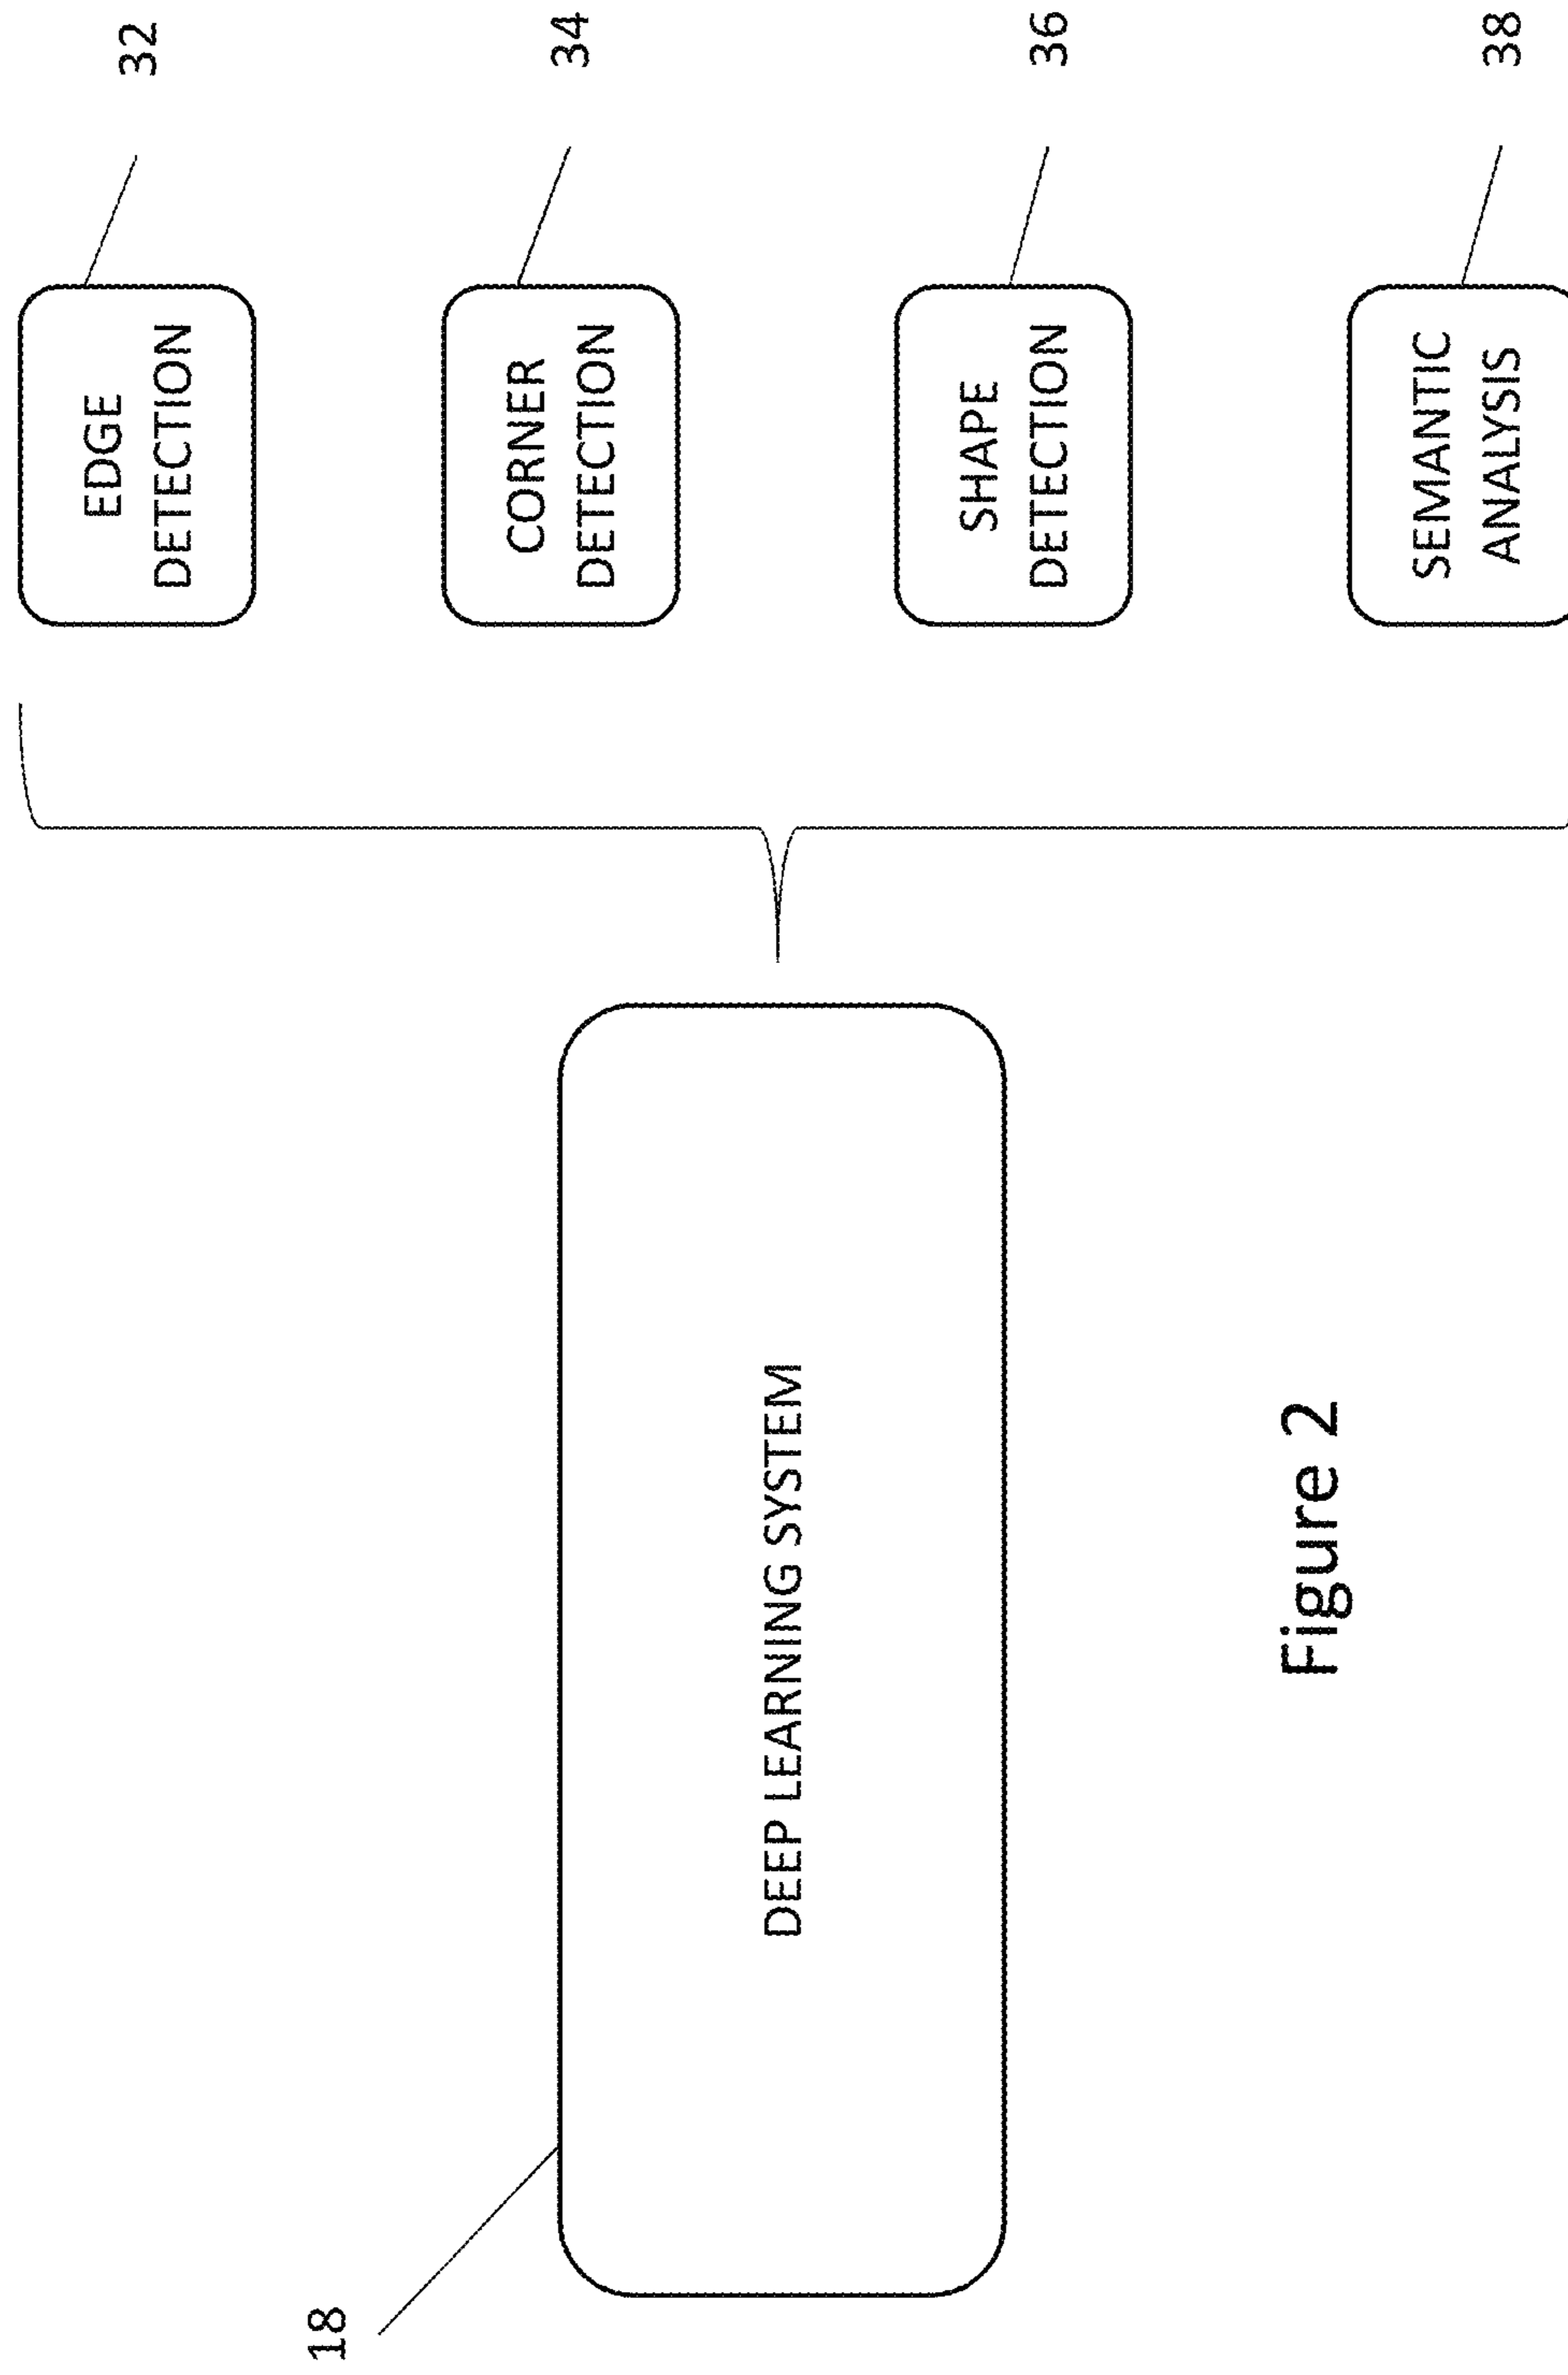 18
DEEP LEARNING SYSTEM
EDGE
DETECTION
32
CORNER
DETECTION
34
SHAPE
DETECTION
36
SEMANTIC
ANALYSIS
38
Figure 2